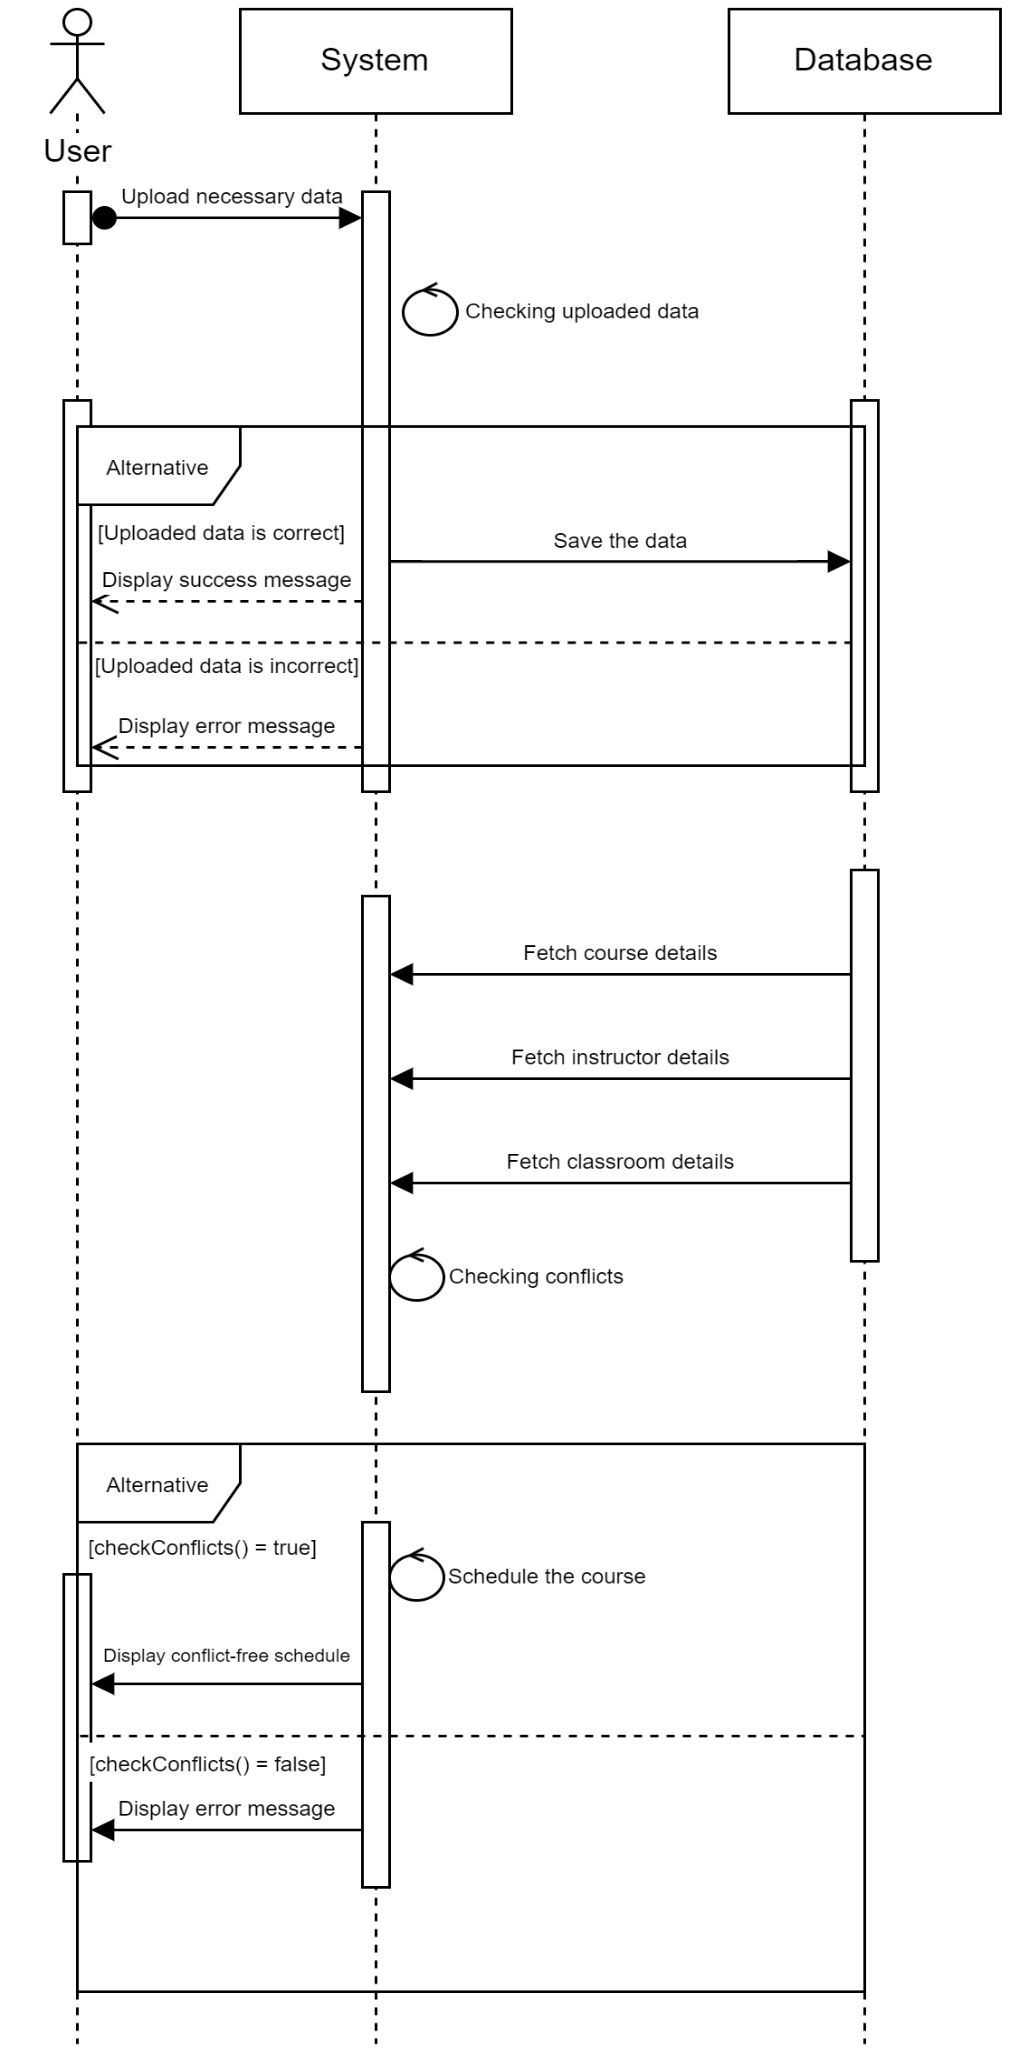 System
Database
User
Upload necessary data
Checking uploaded data
Alternative
[Uploaded data is correct]
Save the data
Display success message
[Uploaded data is incorrect]
Display error message
Fetch course details
Fetch instructor details
Fetch classroom details
Checking conflicts
Alternative
[checkConflicts() = true]
Schedule the course
Display conflict-free schedule
[checkConflicts() = false]
Display error message